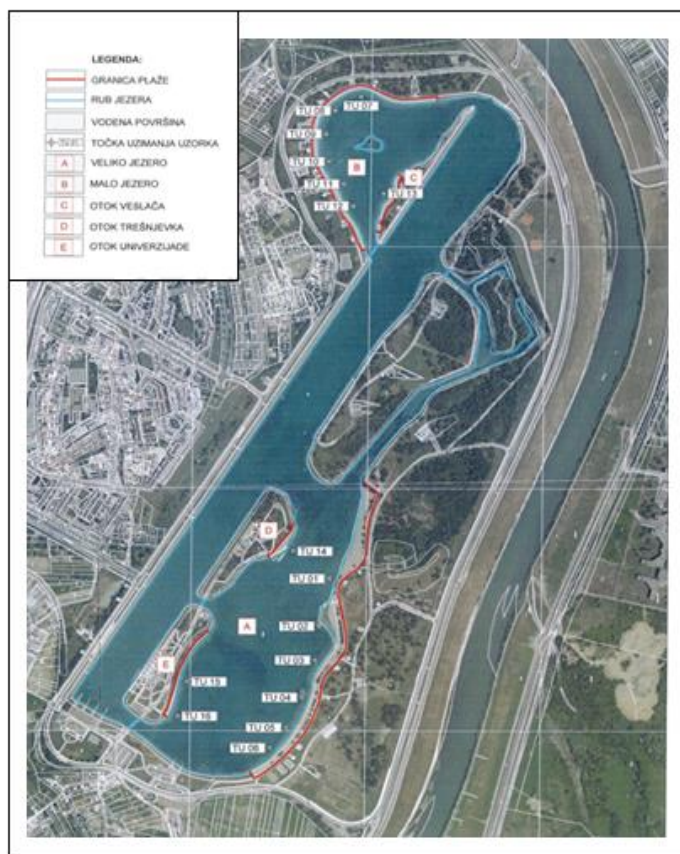 LEGENDA:
GRANICA PLAŽE
RUB JEZERA
VODENA POVRŠINA
TOČKA UZIMANJA UZORKA
A VELIKO JEZERO
B MALO JEZERO
C OTOK VESLAČA
D OTOK TREŠNJEVKA
E OTOK UNIVERZIJADE
TU 08
TU 07
TU 09
TU 10
B
C
TU 11
TU 13
TU 12
D
TU 14
TU 01
A
TU 02
E
TU 03
TU 15
TU 04
TU 16
TU 05
TU 06